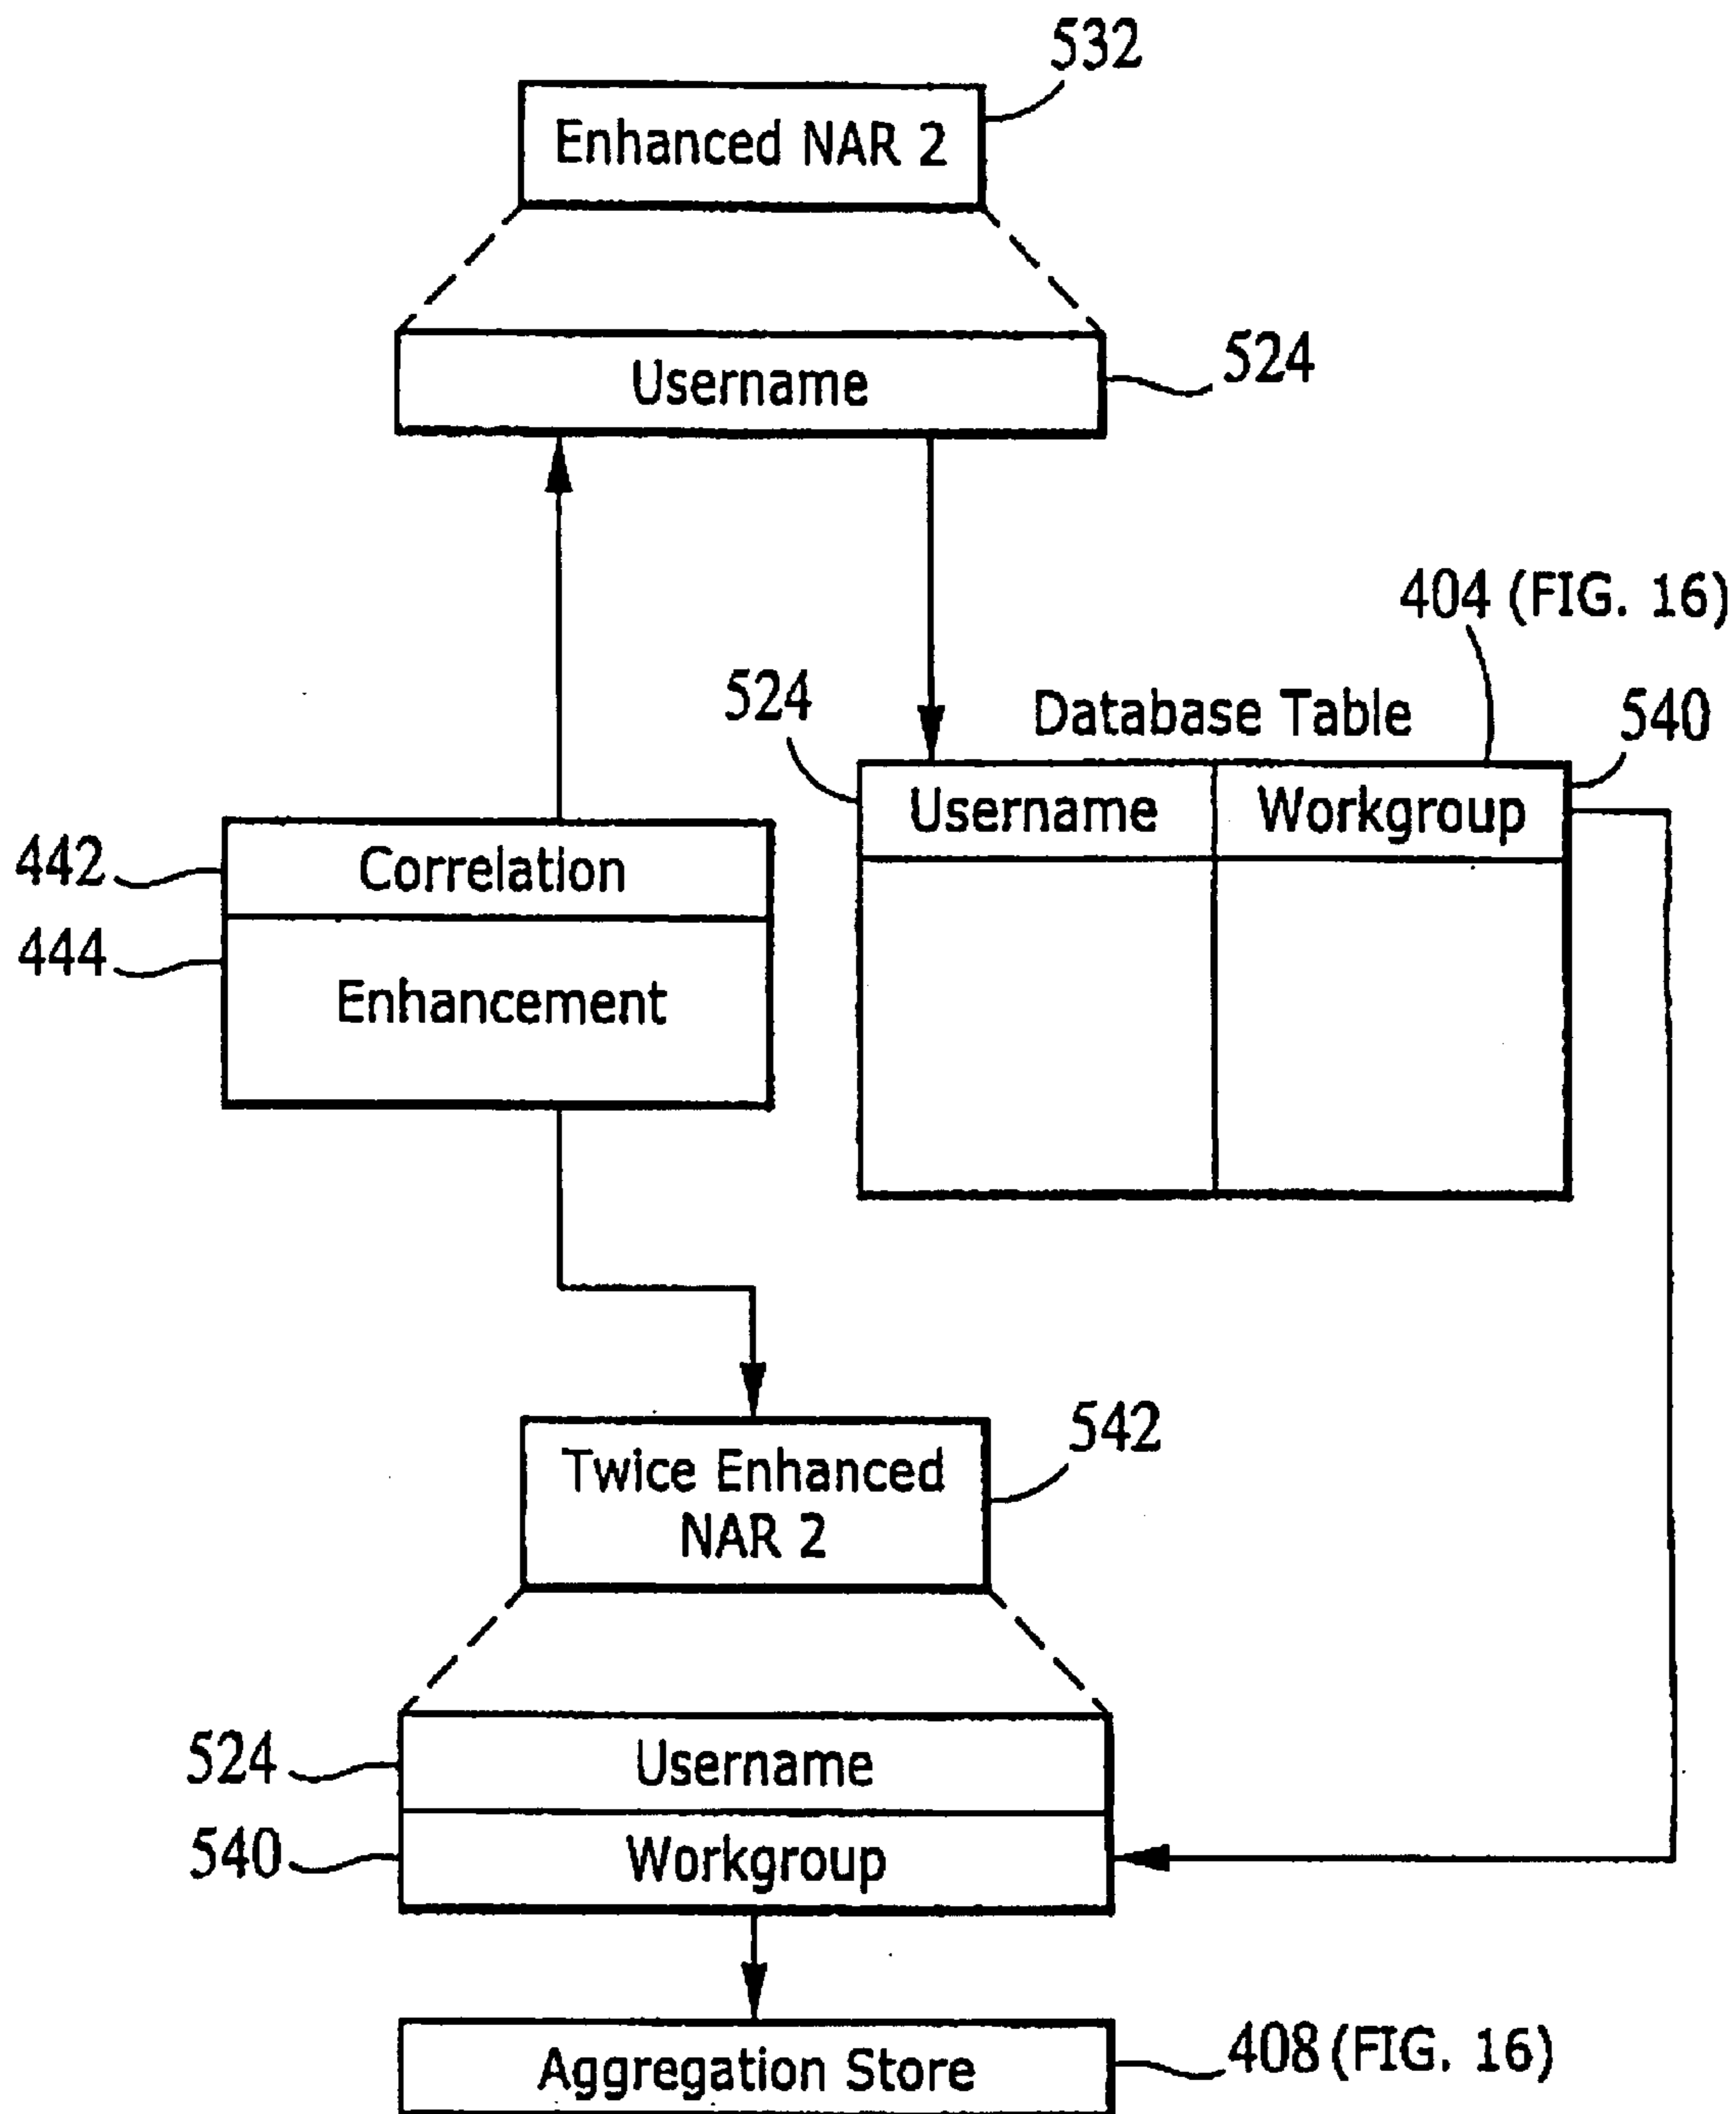 532
Enhanced NAR 2
Username
524
404 (FIG. 16)
524
Database Table
540
Username
Workgroup
442
Correlation
444
Enhancement
542
Twice Enhanced
NAR 2
524
Username
540
Workgroup
Aggregation Store
408 (FIG. 16)